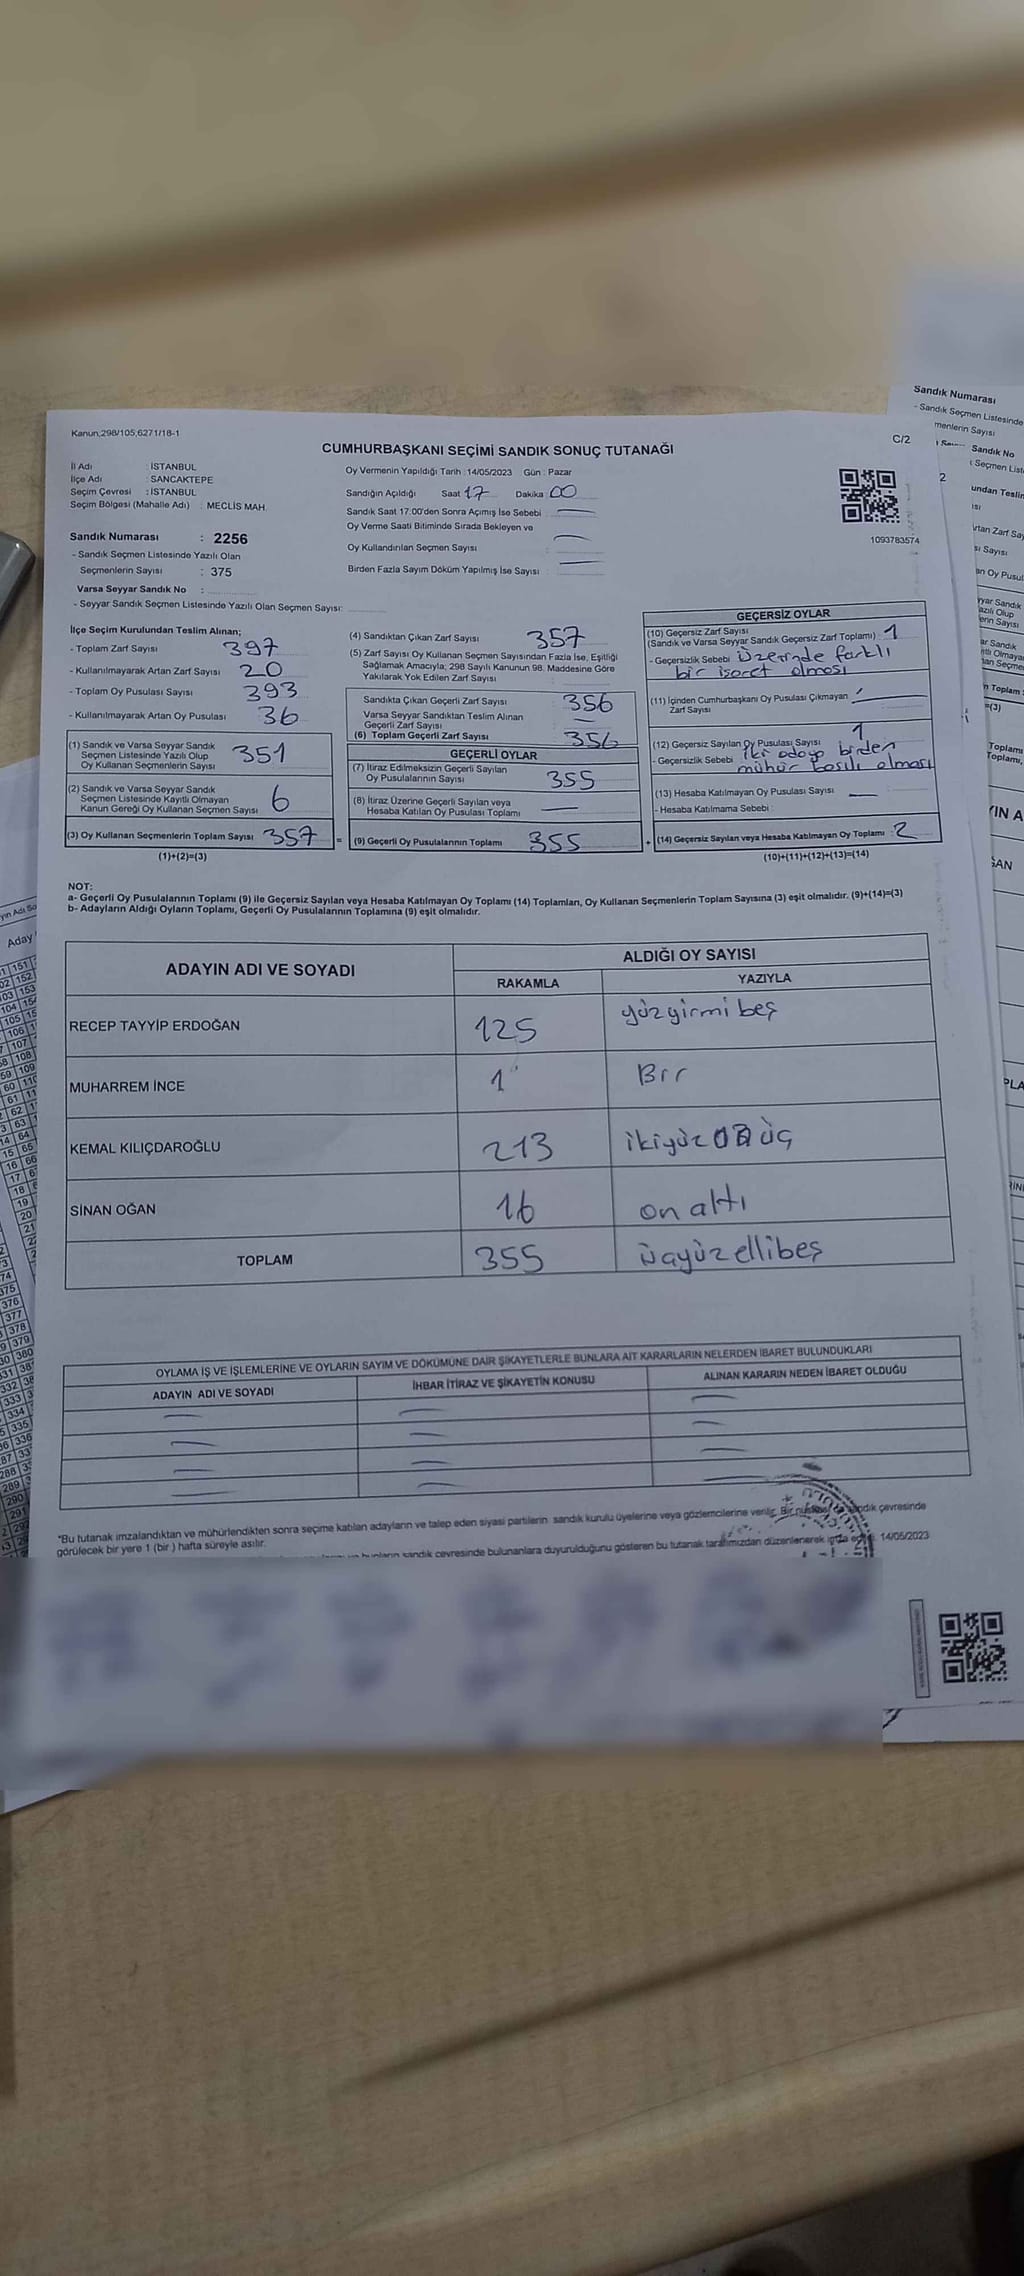 Kanun,298/105,6271/18-1
CUMHURBAŞKANI SEÇİMİ SANDIK SONUÇ TUTANAĞI
C/2
İl Adı : İSTANBUL
İlçe Adı : SANCAKTEPE
Seçim Çevresi : İSTANBUL
Seçim Bölgesi (Mahalle Adı) : MECLİS MAH.
Sandık Numarası : 2256
- Sandık Seçmen Listesinde Yazılı Olan
Seçmenlerin Sayısı : 375
Varsa Seyyar Sandık No :
- Seyyar Sandık Seçmen Listesinde Yazılı Olan Seçmen Sayısı:
Oy Vermenin Yapıldığı Tarih : 14/05/2023 Gün : Pazar
Sandığın Açıldığı Saat 17 Dakika 00
Sandık Saat 17:00'den Sonra Açımış İse Sebebi
Oy Verme Saati Bitiminde Sırada Bekleyen ve
Oy Kullandırılan Seçmen Sayısı :
Birden Fazla Sayım Döküm Yapılmış İse Sayısı :
1093783574
İlçe Seçim Kurulundan Teslim Alınan;
- Toplam Zarf Sayısı 397
- Kullanılmayarak Artan Zarf Sayısı 20
- Toplam Oy Pusulası Sayısı 393
- Kullanılmayarak Artan Oy Pusulası 36
(1) Sandık ve Varsa Seyyar Sandık
Seçmen Listesinde Yazılı Olup
Oy Kullanan Seçmenlerin Sayısı 351
(2) Sandık ve Seyyar Sandık
Seçmen Listesinde Kayıtlı Olmayan
Kanun Gereği Oy Kullanan Seçmen Sayısı 6
(3) Oy Kullanan Seçmenlerin Toplam Sayısı 357 =
(1)+(2)=(3)
(4) Sandıktan Çıkan Zarf Sayısı 357
(5) Zarf Sayısı Oy Kullanan Seçmen Sayısından Fazla İse, Eşitliği
Sağlamak Amacıyla; 298 Sayılı Kanunun 98. Maddesine Göre
Yakılarak Yok Edilen Zarf Sayısı :
Sandıkta Çıkan Geçerli Zarf Sayısı 356
Varsa Seyyar Sandıktan Teslim Alınan
Geçerli Zarf Sayısı
(6) Toplam Geçerli Zarf Sayısı 356
GEÇERLİ OYLAR
(7) İtiraz Edilmeksizin Geçerli Sayılan
Oy Pusulalarının Sayısı 355
(8) İtiraz Üzerine Geçerli Sayılan veya
Hesaba Katılan Oy Pusulası Toplamı
(9) Geçerli Oy Pusulalarının Toplamı 355 +
GEÇERSİZ OYLAR
(10) Geçersiz Zarf Sayısı
(Sandık ve Varsa Seyyar Sandık Geçersiz Zarf Toplamı) : 1
- Geçersizlik Sebebi üzerinde farklı
bir işaret olması
(11) İçinden Cumhurbaşkanı Oy Pusulası Çıkmayan
Zarf Sayısı
(12) Geçersiz Sayılan Oy Pusulası Sayısı 1
- Geçersizlik Sebebi iki adaya birden
mühür basılı olması
(13) Hesaba Katılmayan Oy Pusulası Sayısı
- Hesaba Katılmama Sebebi :
(14) Geçersiz Sayılan veya Hesaba Katılmayan Oy Toplamı : 2
(10)+(11)+(12)+(13)=(14)
NOT:
a- Geçerli Oy Pusulalarının Toplamı (9) ile Geçersiz Sayılan veya Hesaba Katılmayan Oy Toplamı (14) Toplamları, Oy Kullanan Seçmenlerin Toplam Sayısına (3) eşit olmalıdır. (9)+(14)=(3)
b- Adayların Aldığı Oyların Toplamı, Geçerli Oy Pusulalarının Toplamına (9) eşit olmalıdır.
ADAYIN ADI VE SOYADI
ALDIĞI OY SAYISI
RAKAMLA YAZIYLA
RECEP TAYYİP ERDOĞAN 125 yüzyirmi beş
MUHARREM İNCE 1 Bir
KEMAL KILIÇDAROĞLU 213 ikiyüz on üç
SİNAN OĞAN 16 on altı
TOPLAM 355 üçyüzellibeş
OYLAMA İŞ VE İŞLEMLERİNE VE OYLARIN SAYIM VE DÖKÜMÜNE DAİR ŞİKAYETLERLE BUNLARA AİT KARARLARIN NELERDEN İBARET BULUNDUKLARI
ADAYIN ADI VE SOYADI İHBAR İTİRAZ VE ŞİKAYETİN KONUSU ALINAN KARARIN NEDEN İBARET OLDUĞU
"Bu tutanak imzalandıktan ve mühürlendikten sonra seçime katılan adayların ve talep eden siyasi partilerin sandık kurulu üyelerine veya gözlemcilerine verilir. Bir sandık çevresinde
görülecek bir yere 1 (bir) hafta süreyle asılır.
bunların sandık çevresinde bulunanlara duyurulduğunu gösteren bu tutanak tarafımızdan düzenlenerek 14/05/2023
Sandık Numarası
- Sandık Seçmen Listesinde
Sandık No